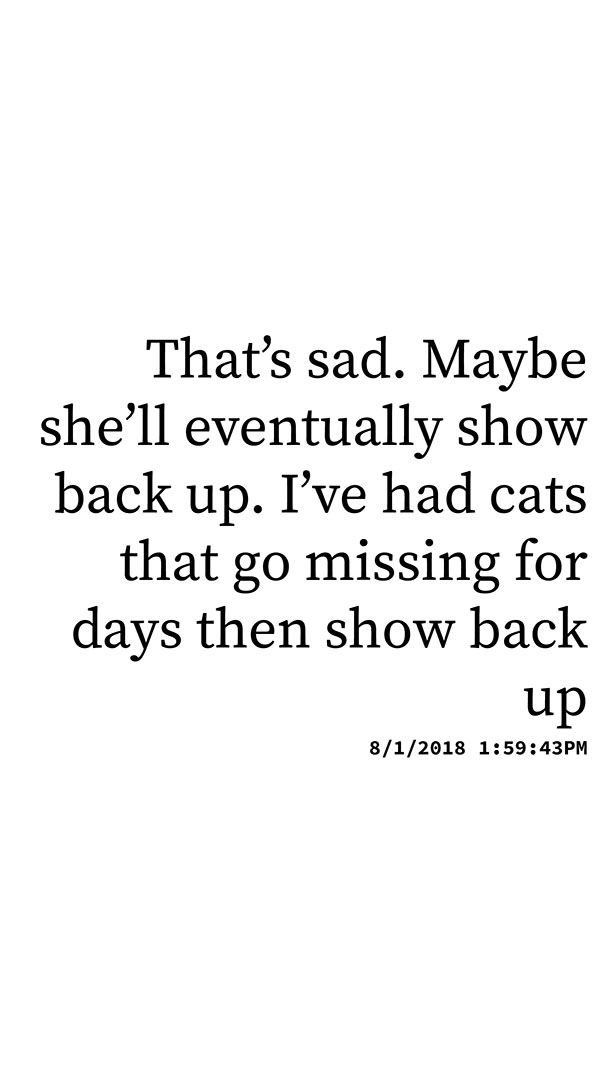 That’s sad. Maybe
she’ll eventually show
back up. I’ve had cats
that go missing for
days then show back
up
8/1/2018 1:59:43PM